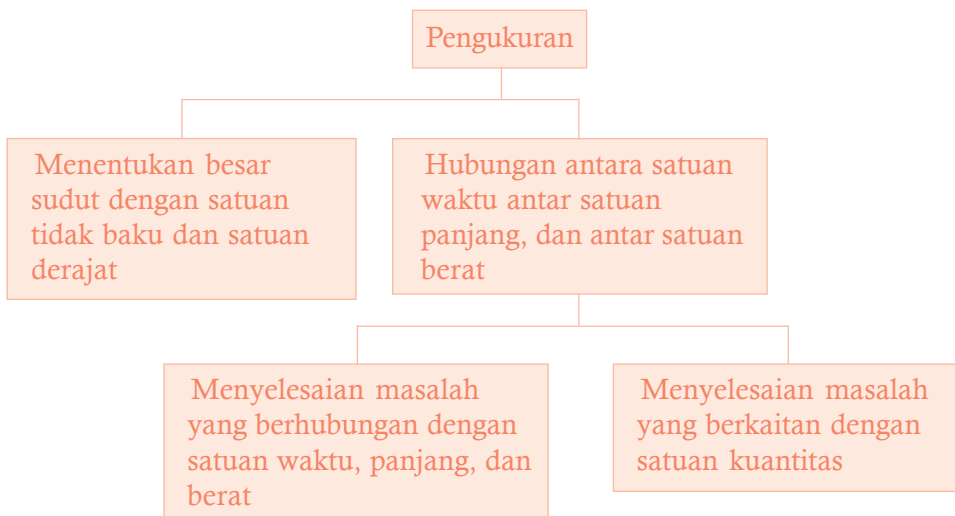 Pengukuran
Menentukan besar
sudut dengan satuan
tidak baku dan satuan
derajat
Hubungan antara satuan
waktu antar satuan
panjang, dan antar satuan
berat
Menyelesaian masalah
yang berhubungan dengan
satuan waktu, panjang, dan
berat
Menyelesaian masalah
yang berkaitan dengan
satuan kuantitas